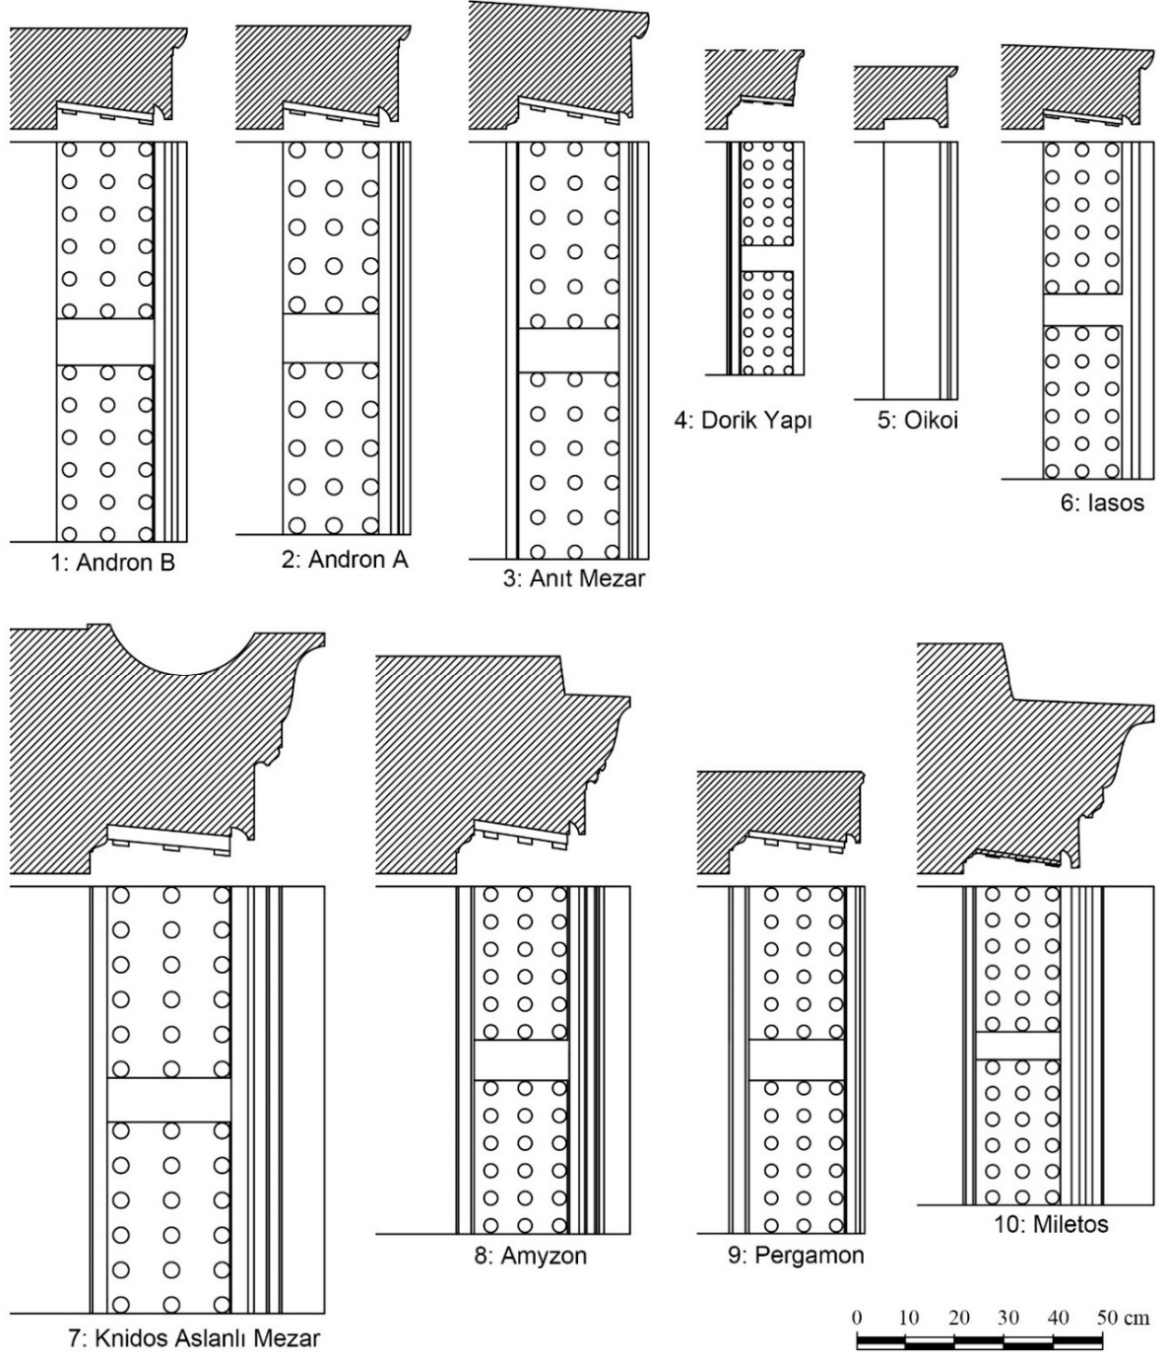 1: Andron B
2: Andron A
3: Anıt Mezar
4: Dorik Yapı
5: Oikoi
6: Iasos
7: Knidos Aslanlı Mezar
8: Amyzon
9: Pergamon
10: Miletos
0 10 20 30 40 50 cm